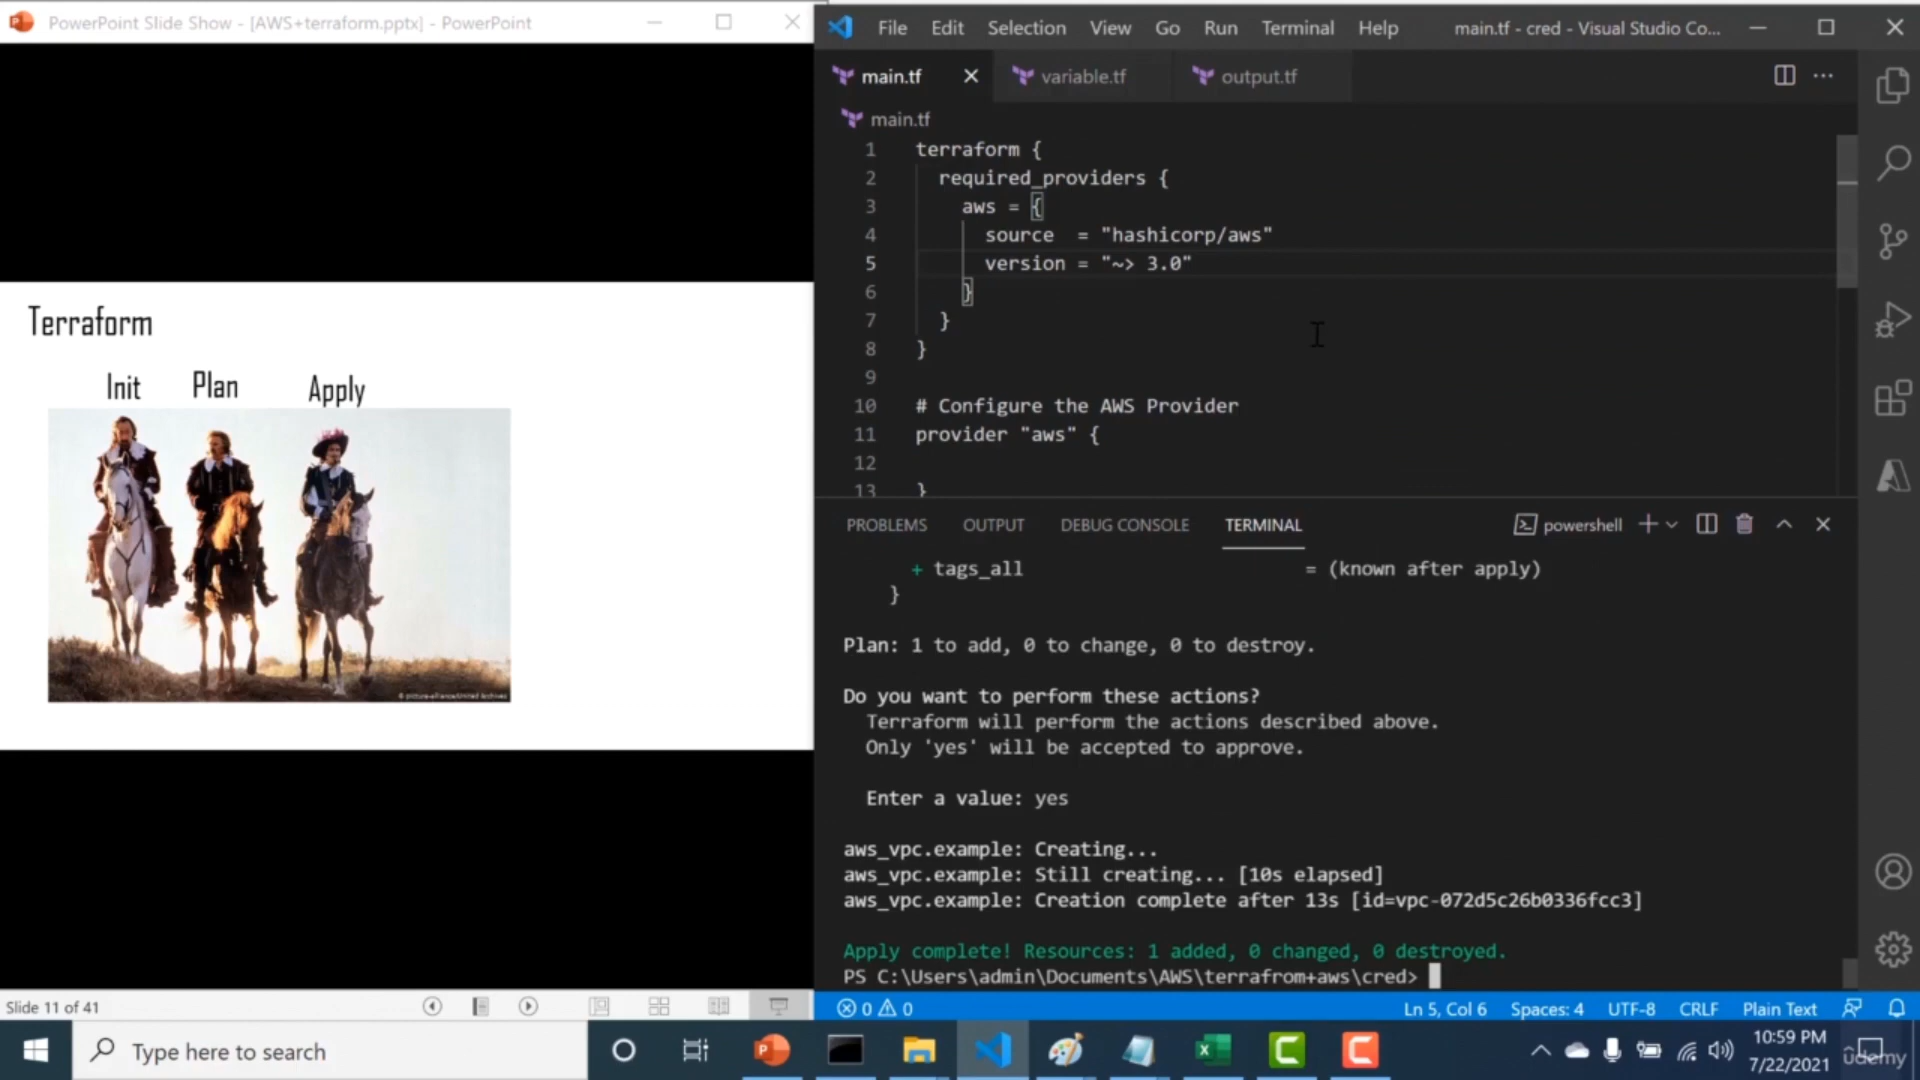 PowerPoint Slide Show - [AWS+terraform.pptx] - PowerPoint
Terraform
Init
Plan
Apply
© picture-alliance/United Archives
Slide 11 of 41
File Edit Selection View Go Run Terminal Help
main.tf - cred - Visual Studio Co...
main.tf
variable.tf
output.tf
main.tf
1 terraform {
2 required_providers {
3 aws = {
4 source = "hashicorp/aws"
5 version = "~> 3.0"
6 }
7 }
8 }
9
10 # Configure the AWS Provider
11 provider "aws" {
12
13 }
PROBLEMS OUTPUT DEBUG CONSOLE TERMINAL
powershell
+ tags_all = (known after apply)
}
Plan: 1 to add, 0 to change, 0 to destroy.
Do you want to perform these actions?
Terraform will perform the actions described above.
Only 'yes' will be accepted to approve.
Enter a value: yes
aws_vpc.example: Creating...
aws_vpc.example: Still creating... [10s elapsed]
aws_vpc.example: Creation complete after 13s [id=vpc-072d5c26b0336fcc3]
Apply complete! Resources: 1 added, 0 changed, 0 destroyed.
PS C:\Users\admin\Documents\AWS\terrafrom+aws\cred>
0 0
Ln 5, Col 6 Spaces: 4 UTF-8 CRLF Plain Text
Type here to search
10:59 PM
7/22/2021
ûdemy